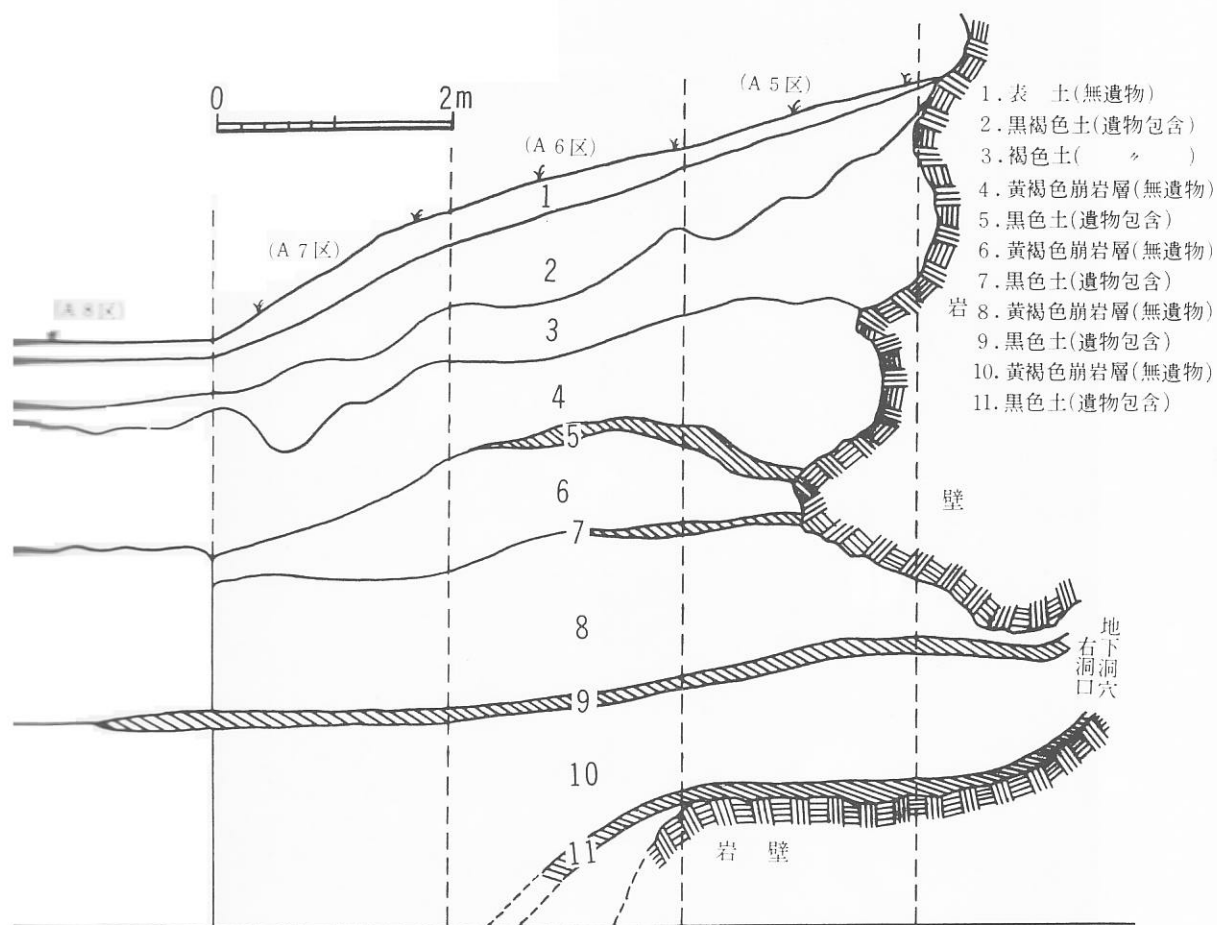 0 2m
(A5区)
(A6区)
(A7区)
(A8区)
1.表 土(無遺物)
2.黒褐色土(遺物包含)
3.褐色土( 〃 )
4.黄褐色崩岩層(無遺物)
5.黒色土(遺物包含)
6.黄褐色崩岩層(無遺物)
7.黒色土(遺物包含)
8.黄褐色崩岩層(無遺物)
9.黒色土(遺物包含)
10.黄褐色崩岩層(無遺物)
11.黒色土(遺物包含)
1
2
3
4
5
6
7
8
9
10
11
岩
壁
地下洞穴
右洞口
岩壁